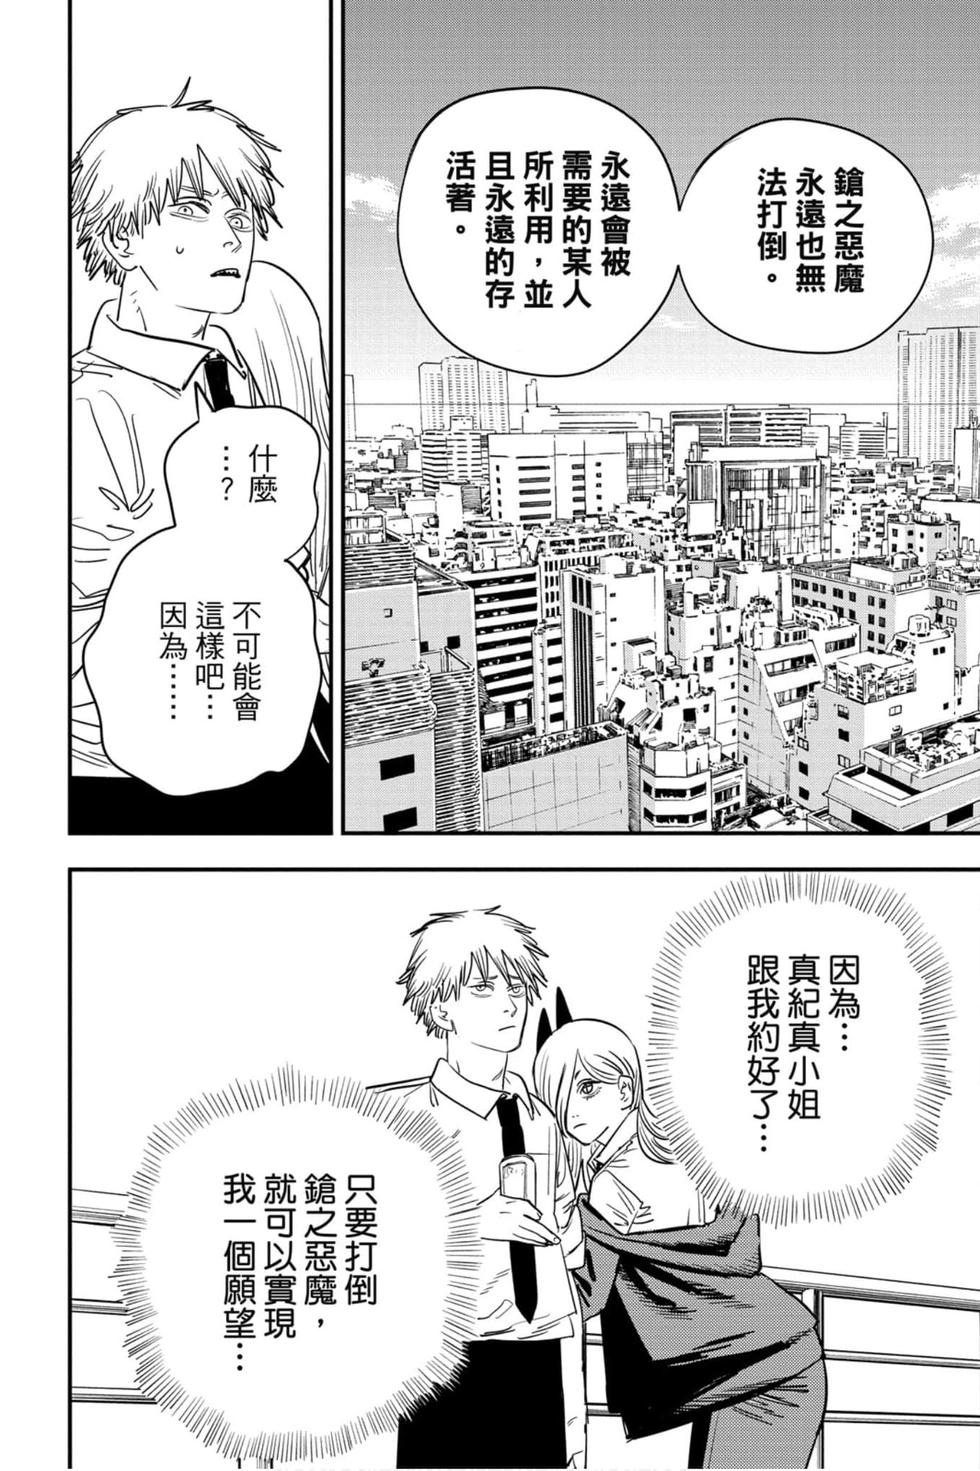 鎗之惡魔
永遠也無
法打倒。
永遠會被
需要的某人
所利用，並
且永遠的存
活著。
什麼
…?
不可能會
這樣吧…
因為……
因為…
真紀真小姐
跟我約好了…
只要打倒
鎗之惡魔，
就可以實現
我一個願望…